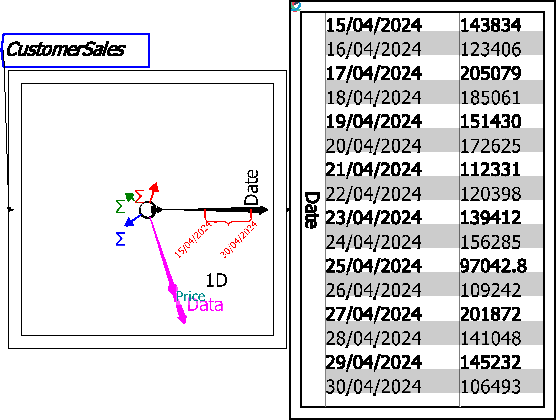 CustomerSales
Σ
Σ
Σ
Date
15/04/2024
30/04/2024
1D
Price
Data
Date
15/04/2024 143834
16/04/2024 123406
17/04/2024 205079
18/04/2024 185061
19/04/2024 151430
20/04/2024 172625
21/04/2024 112331
22/04/2024 120398
23/04/2024 139412
24/04/2024 156285
25/04/2024 97042.8
26/04/2024 109242
27/04/2024 201872
28/04/2024 141048
29/04/2024 145232
30/04/2024 106493